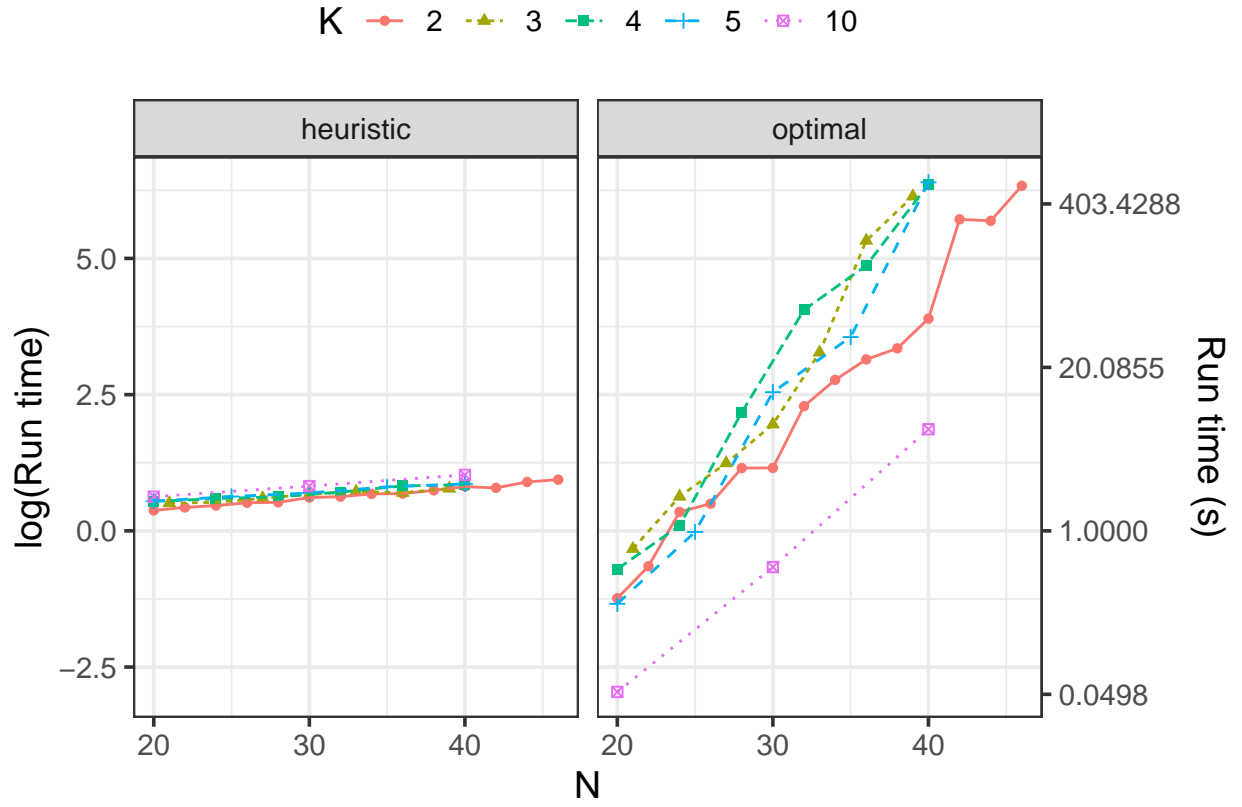 K 2 3 4 5 10
heuristic optimal
log(Run time)
5.0
2.5
0.0
−2.5
403.4288
20.0855
1.0000
0.0498
Run time (s)
20 30 40 20 30 40
N